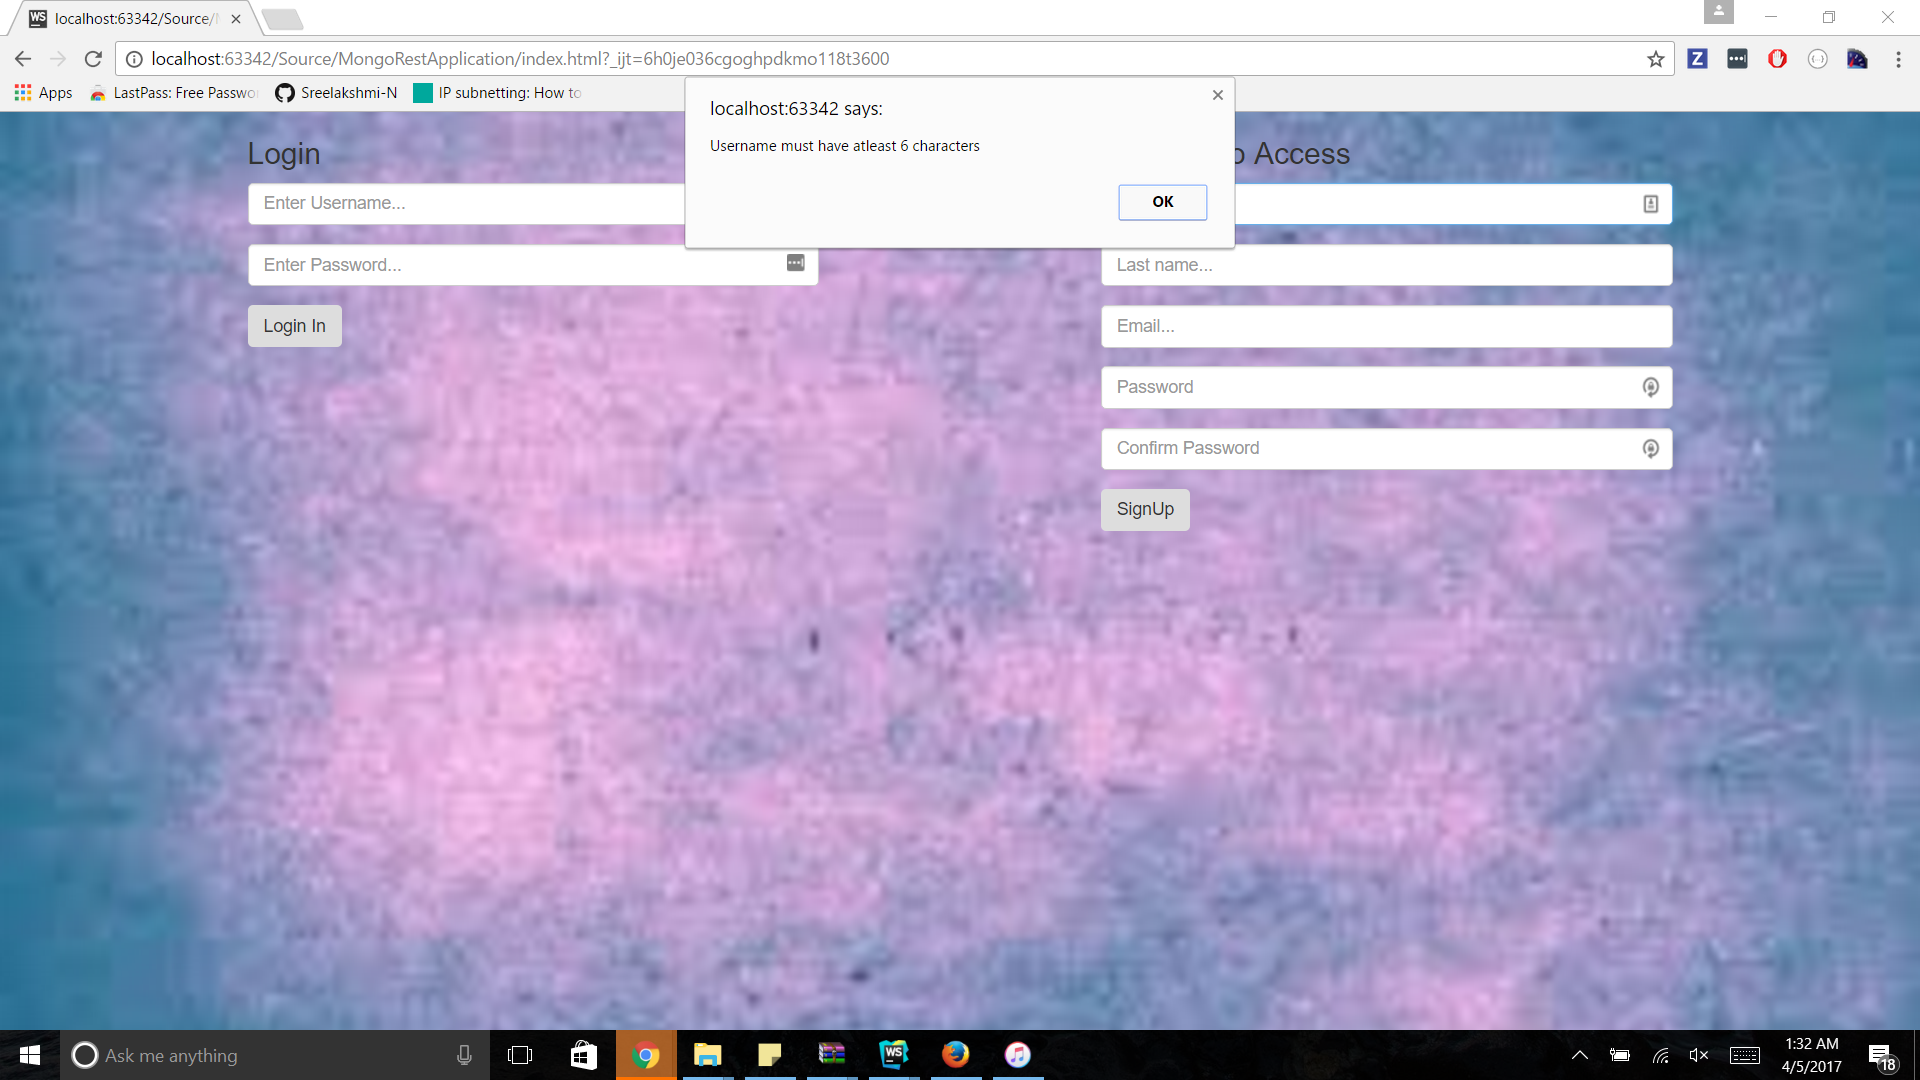 WS localhost:63342/Source/
localhost:63342/Source/MongoRestApplication/index.html?_ijt=6h0je036cgoghpdkmo118t3600
Z
Apps LastPass: Free Passwo Sreelakshmi-N IP subnetting: How to
localhost:63342 says:
Username must have atleast 6 characters
OK
Login
Enter Username...
Enter Password...
Login In
o Access
Last name...
Email...
Password
Confirm Password
SignUp
Ask me anything
WS
1:32 AM
4/5/2017
18